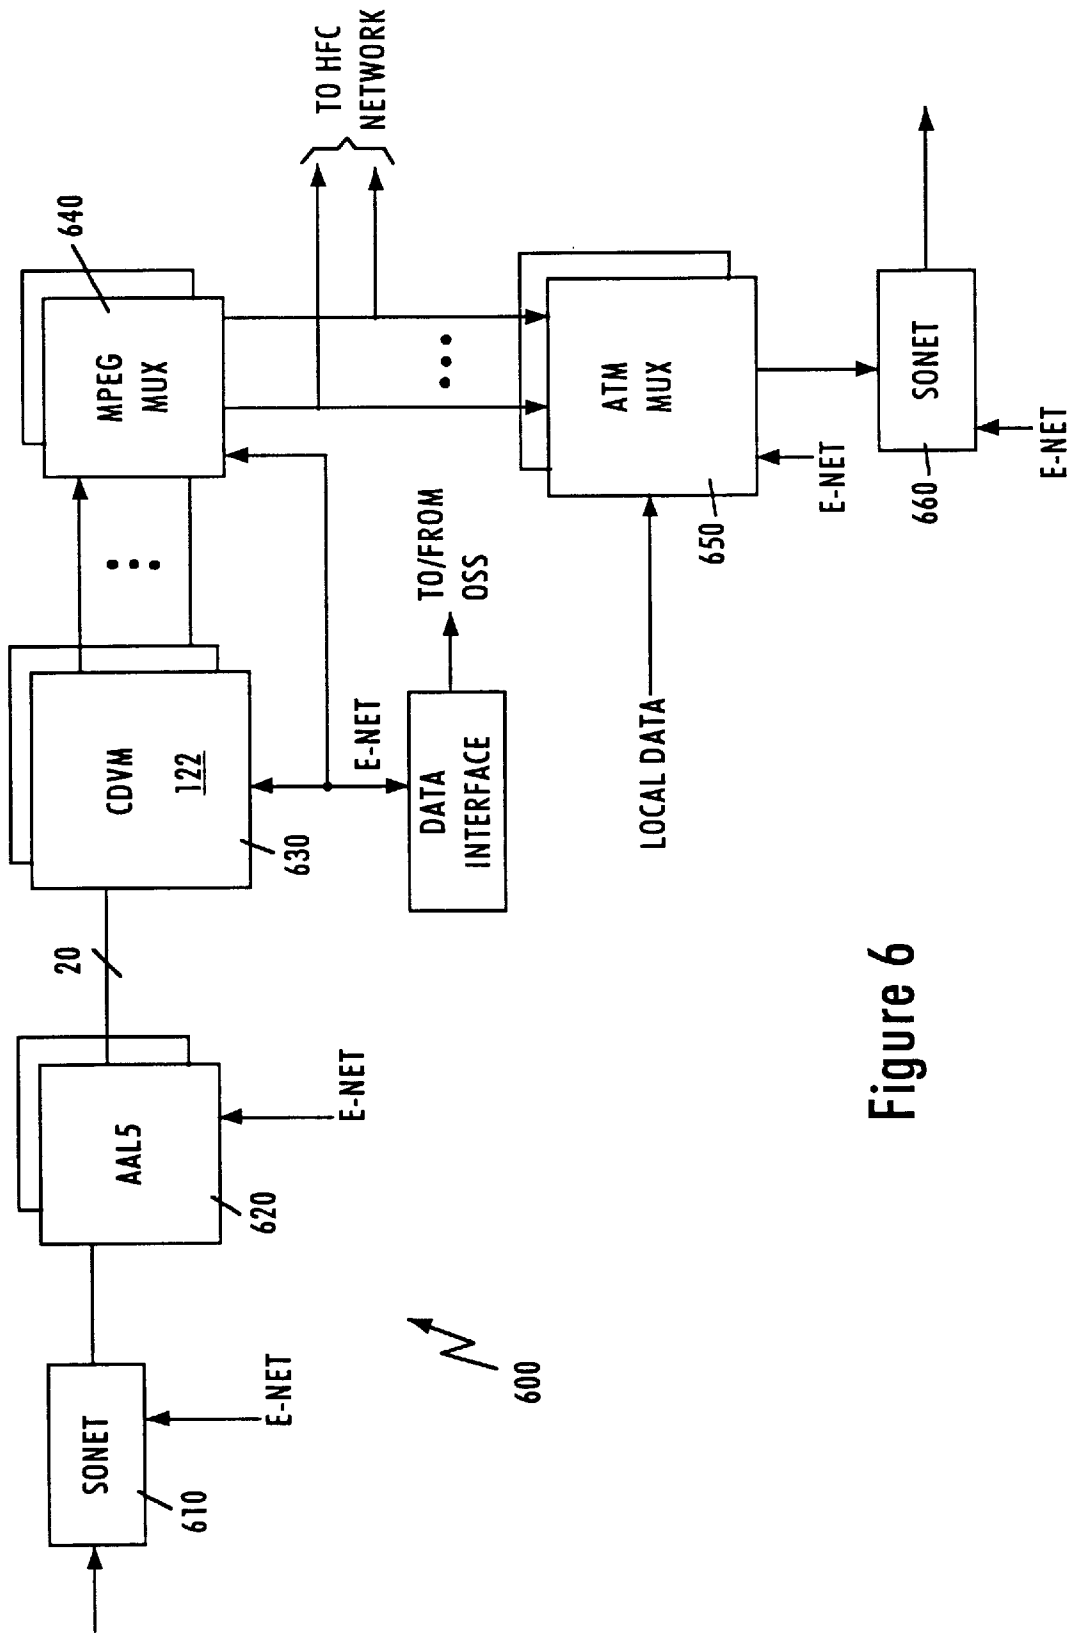 SONET
610
E-NET
AAL5
620
E-NET
20
CDVM
122
630
E-NET
DATA
INTERFACE
TO/FROM
OSS
MPEG
MUX
640
TO HFC
NETWORK
LOCAL DATA
ATM
MUX
650
E-NET
SONET
660
E-NET
600
Figure 6